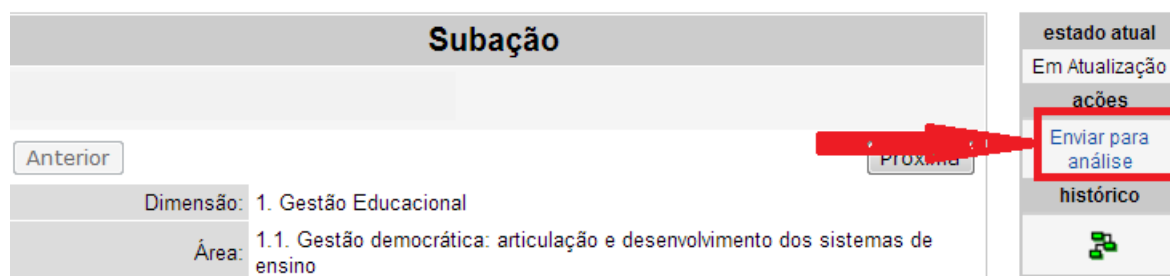 Subação
Anterior
Próxima
Dimensão: 1. Gestão Educacional
Área: 1.1. Gestão democrática: articulação e desenvolvimento dos sistemas de
ensino
estado atual
Em Atualização
ações
Enviar para
análise
histórico